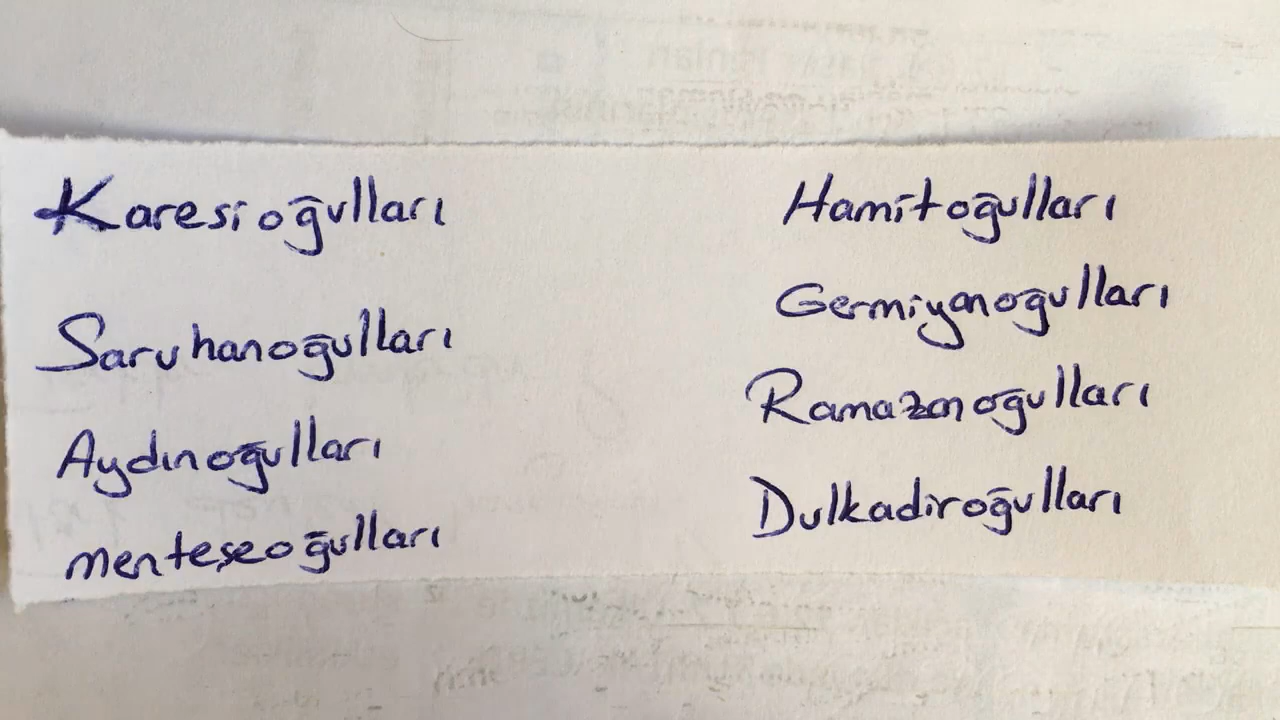 Karesioğulları
Saruhanoğulları
Aydınoğulları
menteşeoğulları
Hamitoğulları
Germiyanoğulları
Ramazanoğulları
Dulkadiroğulları